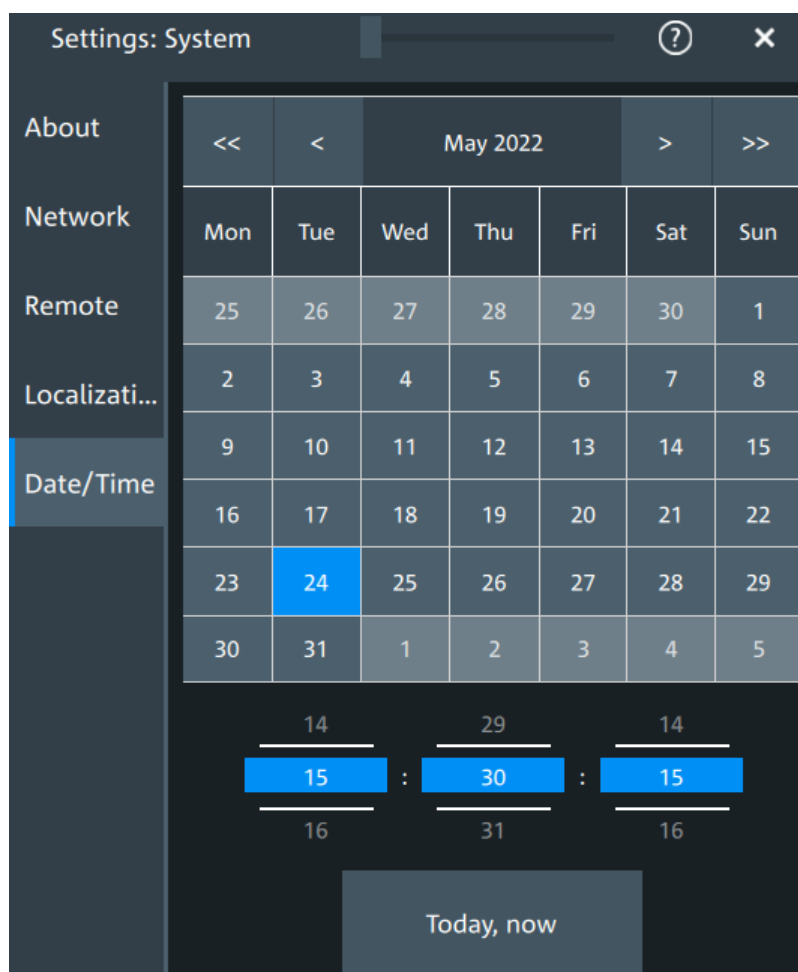 Settings: System ? ×
About
<< < May 2022 > >>
Network
Mon Tue Wed Thu Fri Sat Sun
Remote
25 26 27 28 29 30 1
Localizati...
2 3 4 5 6 7 8
9 10 11 12 13 14 15
Date/Time
16 17 18 19 20 21 22
23 24 25 26 27 28 29
30 31 1 2 3 4 5
14 29 14
15 : 30 : 15
16 31 16
Today, now